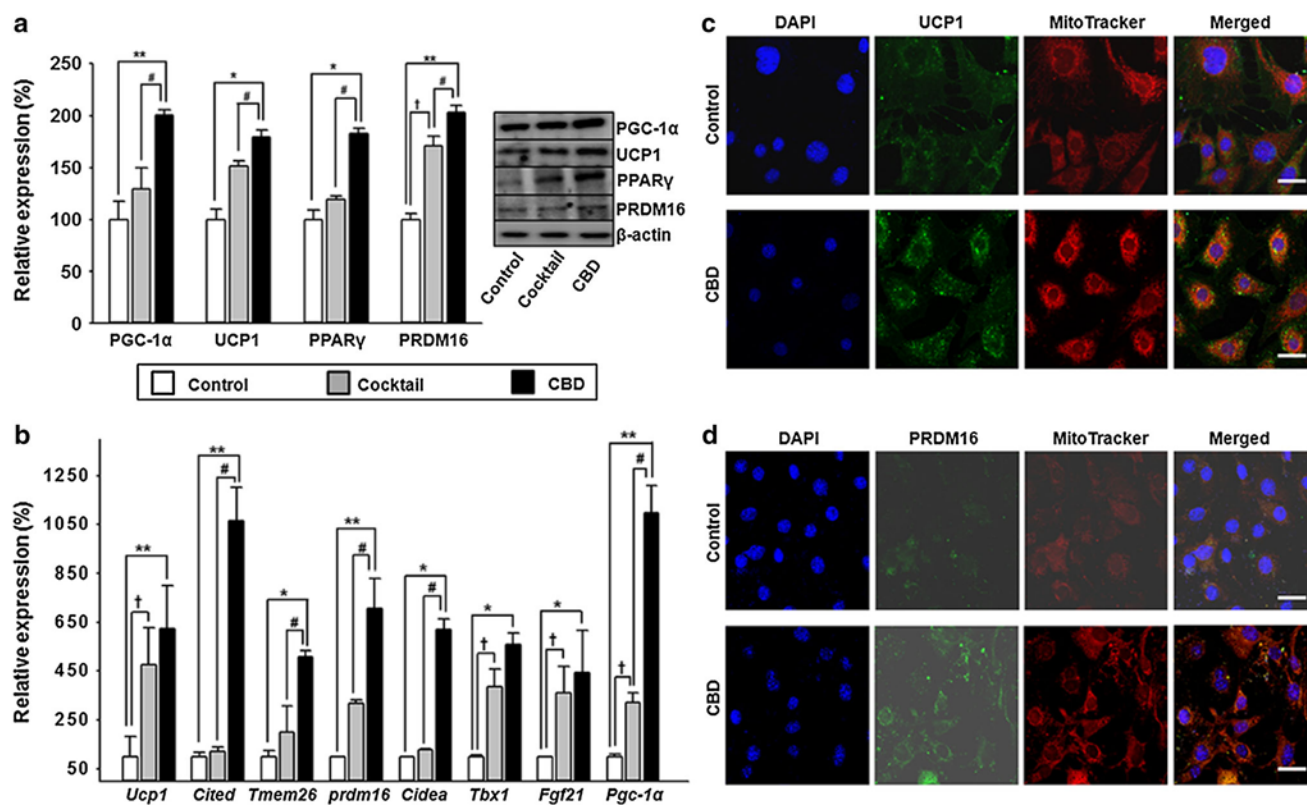 a
Relative expression (%)
250
200
150
100
50
0
** * * **
# # # † #
PGC-1α UCP1 PPARγ PRDM16
PGC-1α
UCP1
PPARγ
PRDM16
β-actin
Control Cocktail CBD
Control Cocktail CBD
b
Relative expression (%)
1250
1050
850
650
450
250
50
** ** * ** * * * **
† # # # # † † † #
Ucp1 Cited Tmem26 prdm16 Cidea Tbx1 Fgf21 Pgc-1α
c
DAPI UCP1 MitoTracker Merged
Control
CBD
d
DAPI PRDM16 MitoTracker Merged
Control
CBD